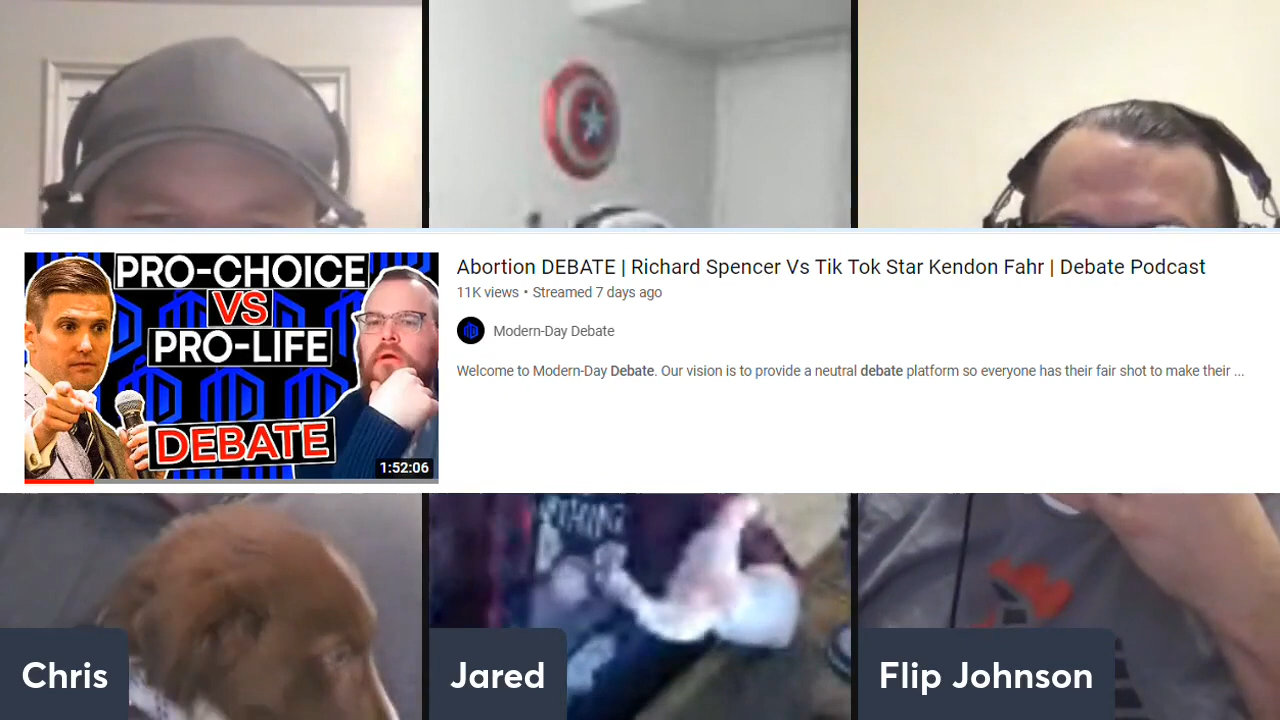 PRO-CHOICE
VS
PRO-LIFE
DEBATE
1:52:06
Abortion DEBATE | Richard Spencer Vs Tik Tok Star Kendon Fahr | Debate Podcast
11K views • Streamed 7 days ago
Modern-Day Debate
Welcome to Modern-Day Debate. Our vision is to provide a neutral debate platform so everyone has their fair shot to make their ...
Chris
Jared
Flip Johnson